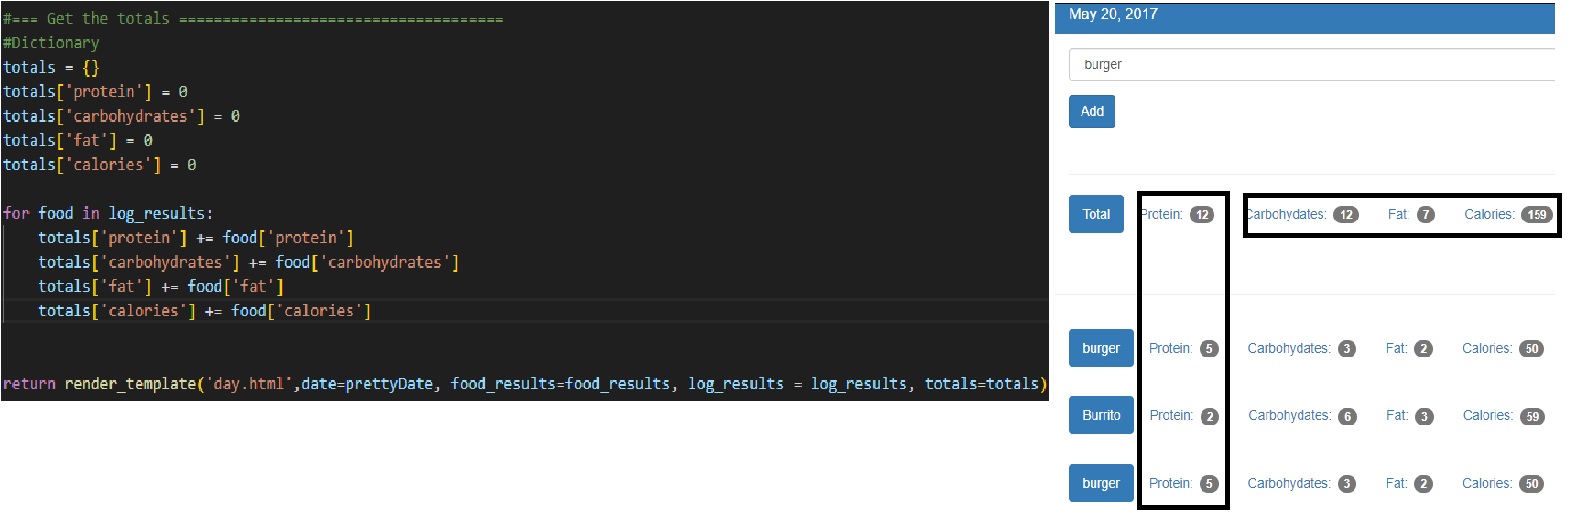 #=== Get the totals =====================================
#Dictionary
totals = {}
totals['protein'] = 0
totals['carbohydrates'] = 0
totals['fat'] = 0
totals['calories'] = 0
for food in log_results:
totals['protein'] += food['protein']
totals['carbohydrates'] += food['carbohydrates']
totals['fat'] += food['fat']
totals['calories'] += food['calories']
return render_template('day.html',date=prettyDate, food_results=food_results, log_results = log_results, totals=totals)
May 20, 2017
burger
Add
Total Protein: 12 Carbohydates: 12 Fat: 7 Calories: 159
burger Protein: 5 Carbohydates: 3 Fat: 2 Calories: 50
Burrito Protein: 2 Carbohydates: 6 Fat: 3 Calories: 59
burger Protein: 5 Carbohydates: 3 Fat: 2 Calories: 50